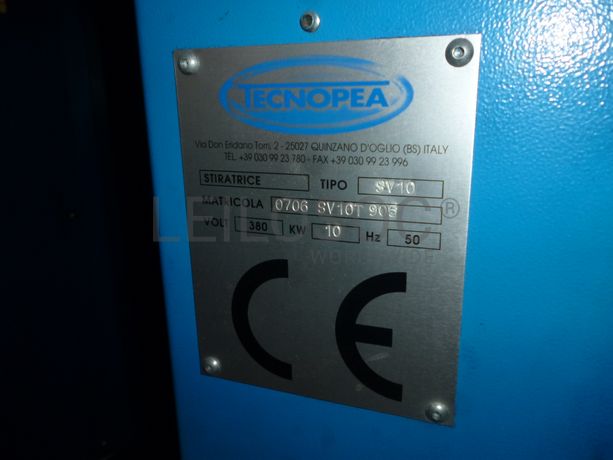 TECNOPEA
Via Don Eridano Torri, 2 - 25027 QUINZANO D'OGLIO (BS) ITALY
TEL. +39 030 99 23 780 - FAX +39 030 99 23 996
STIRATRICE TIPO SV10
MATRICOLA 0706 SV10T
VOLT 380 KW 10 Hz 50
CE